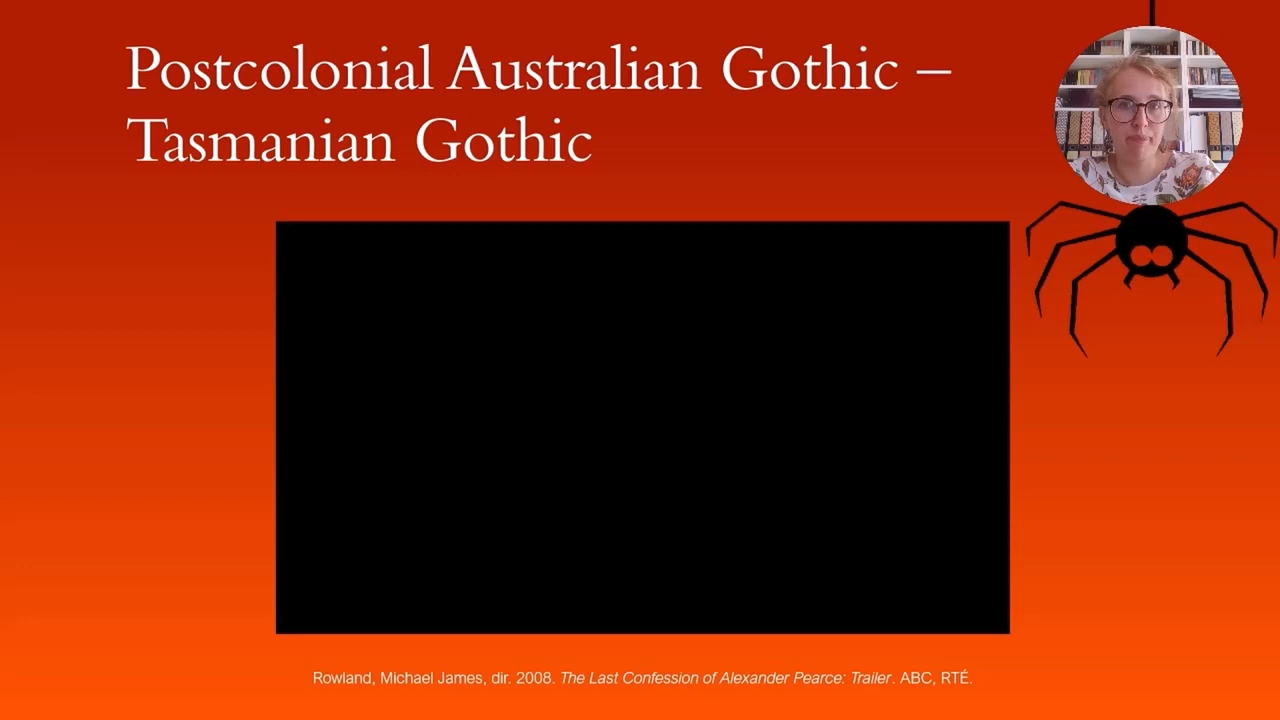 Postcolonial Australian Gothic –
Tasmanian Gothic
Rowland, Michael James, dir. 2008. The Last Confession of Alexander Pearce: Trailer. ABC, RTÉ.